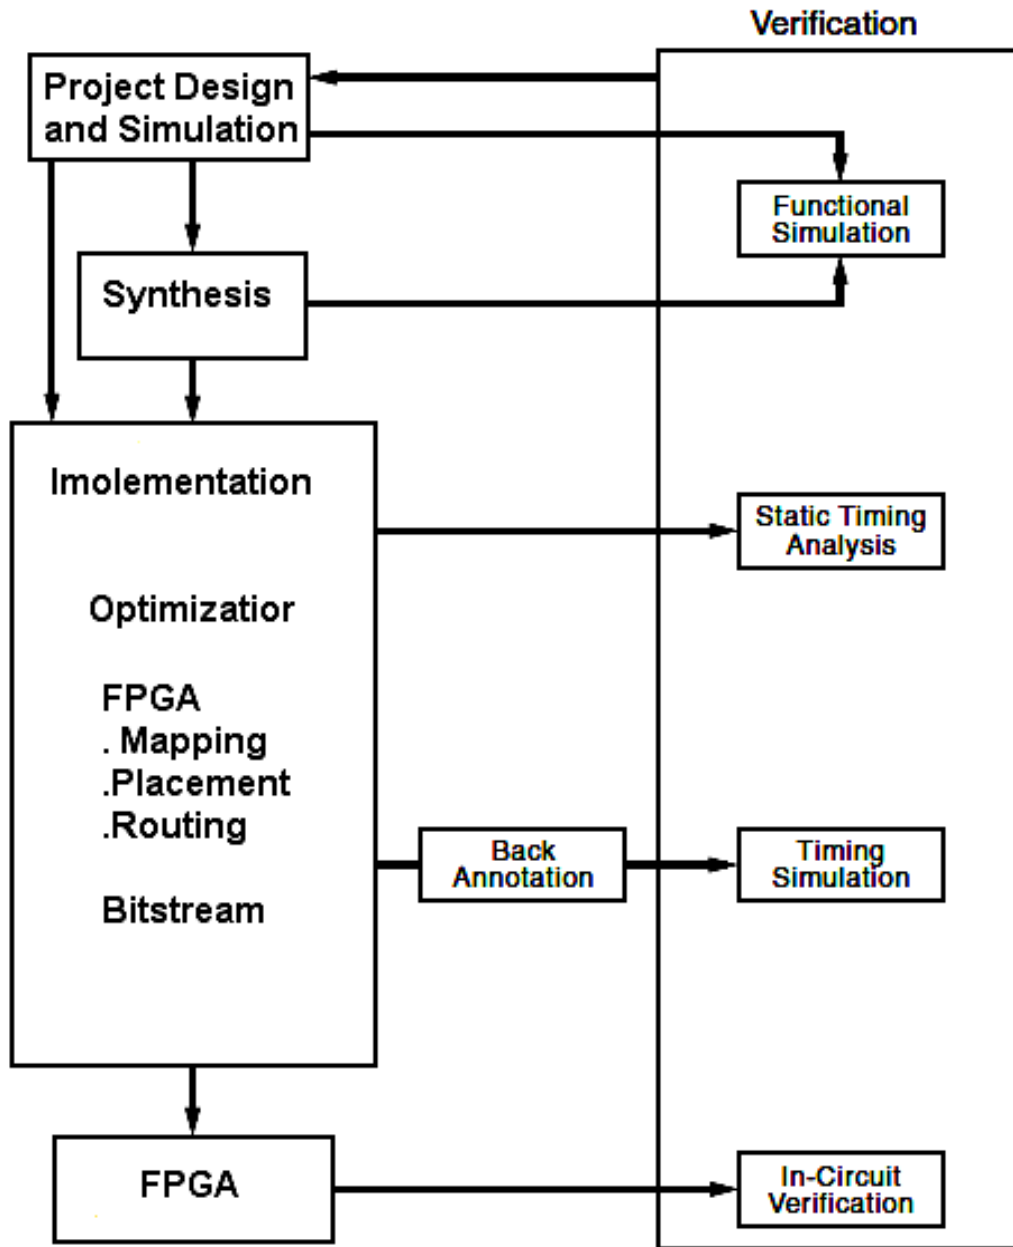 Verification
Project Design
and Simulation
Functional
Simulation
Synthesis
Imolementation
Static Timing
Analysis
Optimizatior
FPGA
. Mapping
.Placement
.Routing
Back
Annotation
Timing
Simulation
Bitstream
FPGA
In-Circuit
Verification